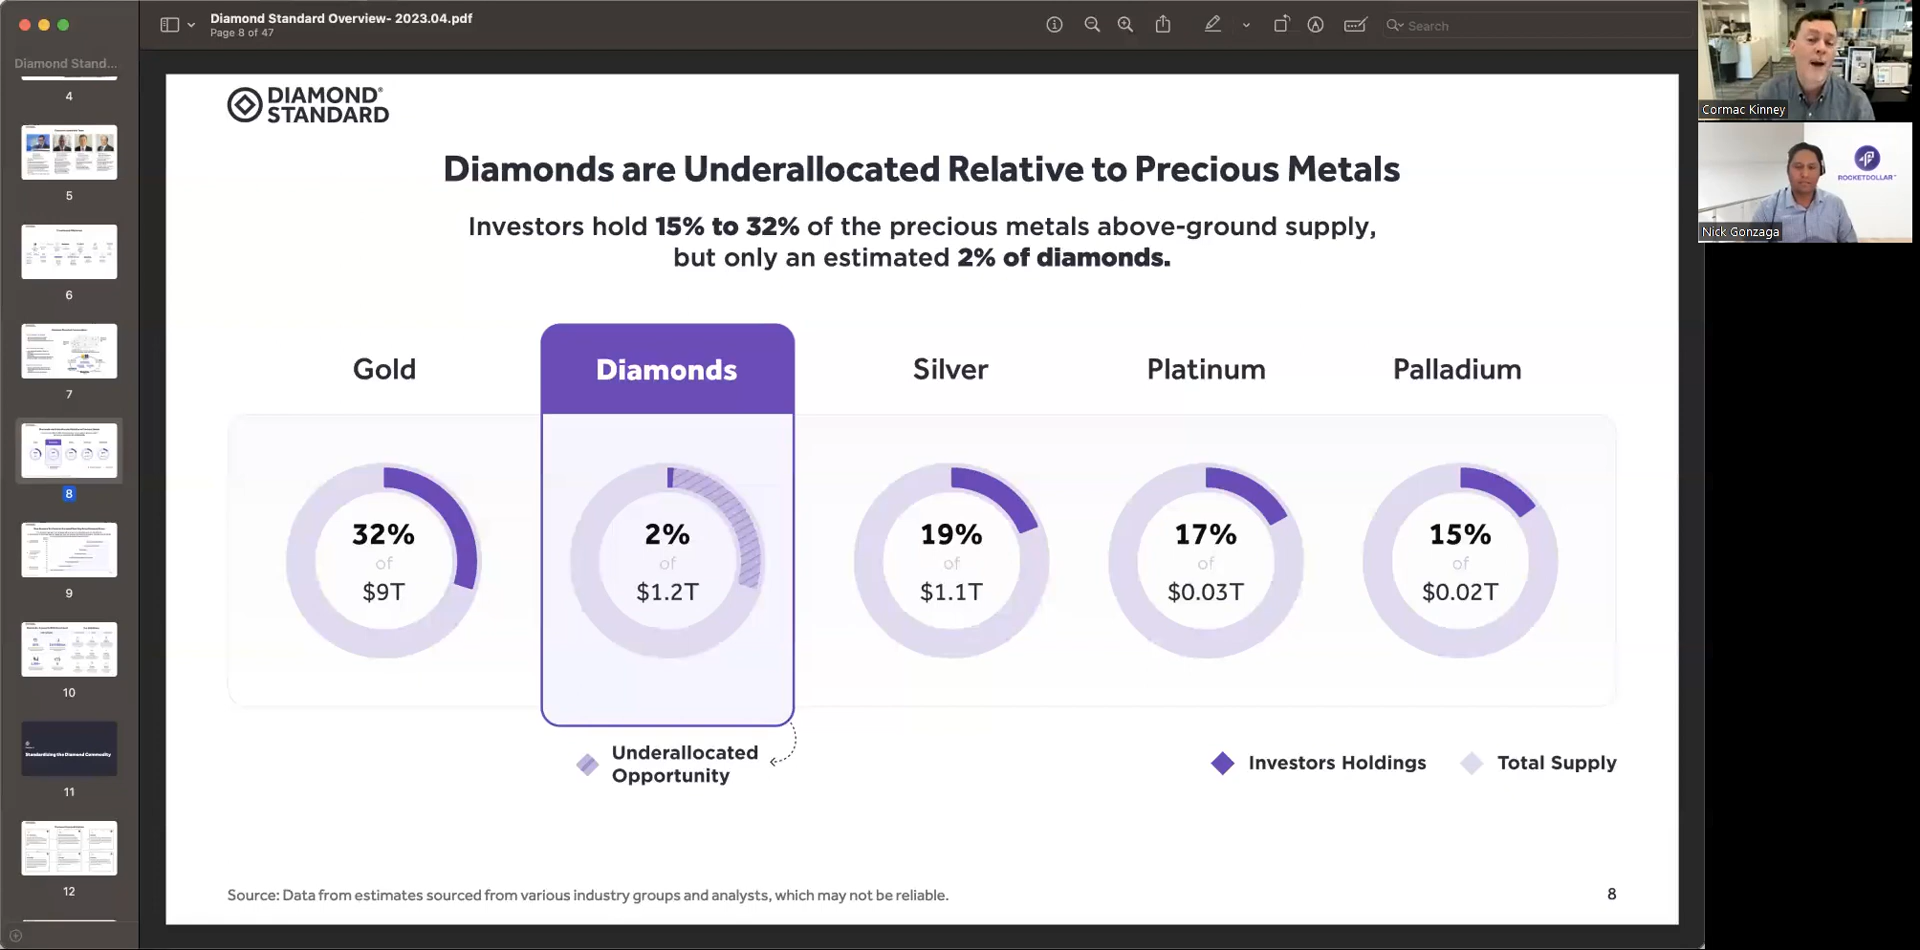 Diamond Standard Overview- 2023.04.pdf
Page 8 of 47
Search
Diamond Stand...
4
5
6
7
8
9
10
11
12
Standardizing the Diamond Commodity
Cormac Kinney
ROCKETDOLLAR
Nick Gonzaga
DIAMOND®
STANDARD
Diamonds are Underallocated Relative to Precious Metals
Investors hold 15% to 32% of the precious metals above-ground supply,
but only an estimated 2% of diamonds.
Gold
Diamonds
Silver
Platinum
Palladium
32%
of
$9T
2%
of
$1.2T
19%
of
$1.1T
17%
of
$0.03T
15%
of
$0.02T
Underallocated
Opportunity
Investors Holdings
Total Supply
Source: Data from estimates sourced from various industry groups and analysts, which may not be reliable.
8